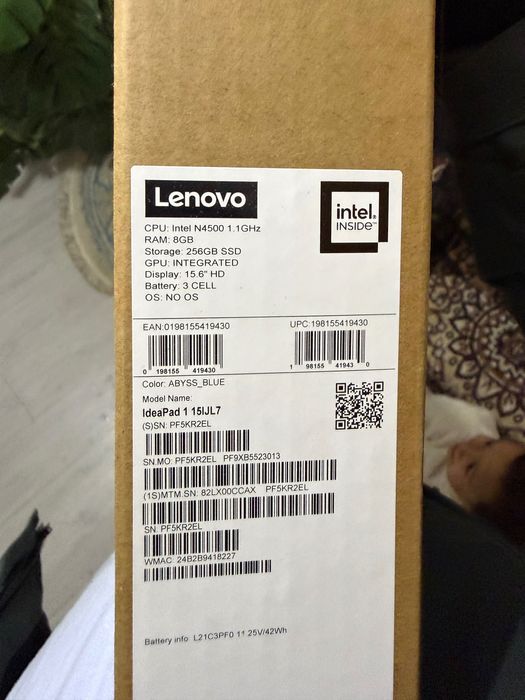 Lenovo
intel.
INSIDE™
CPU: Intel N4500 1.1GHz
RAM: 8GB
Storage: 256GB SSD
GPU: INTEGRATED
Display: 15.6" HD
Battery: 3 CELL
OS: NO OS
EAN:0198155419430
UPC:198155419430
0 198155 419430
1 98155 41943 0
Color: ABYSS_BLUE
Model Name:
IdeaPad 1 15IJL7
(S)SN: PF5KR2EL
SN.MO: PF5KR2EL PF9XB5523013
(1S)MTM.SN: 82LX00CCAX PF5KR2EL
SN: PF5KR2EL
WMAC: 24B2B9418227
Battery info: L21C3PF0 11.25V/42Wh